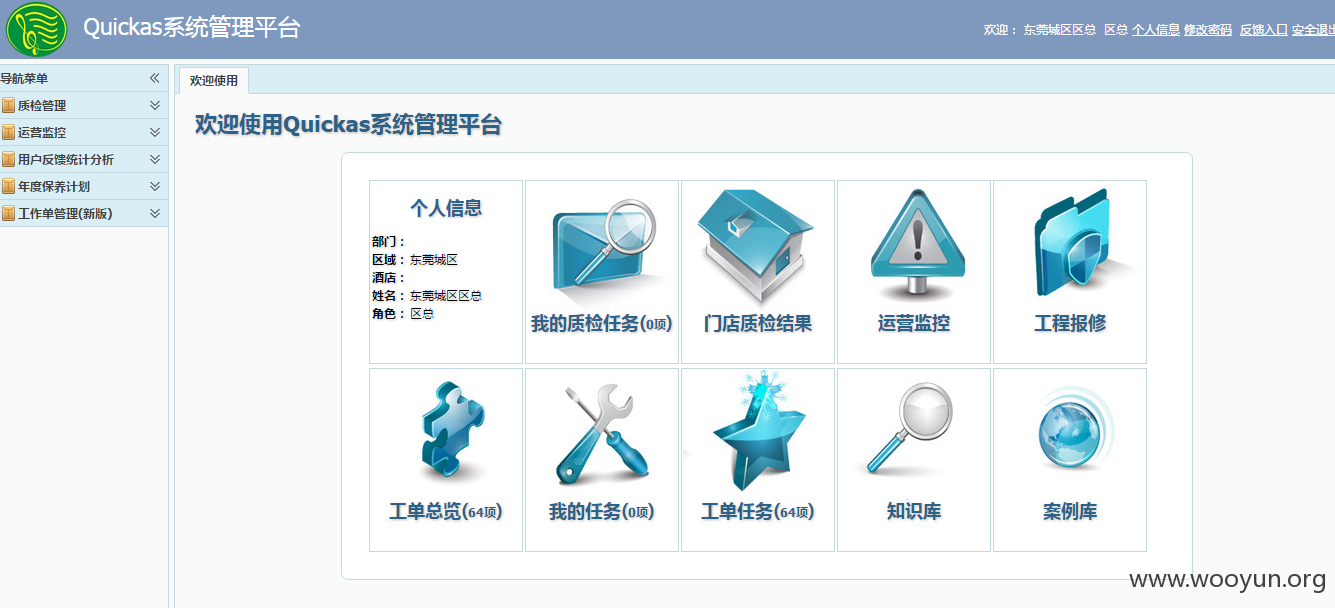 Quickas系统管理平台
欢迎： 东莞城区区总 区总 个人信息 修改密码 反馈入口 安全退出
导航菜单
质检管理
运营监控
用户反馈统计分析
年度保养计划
工作单管理(新版)
欢迎使用
欢迎使用Quickas系统管理平台
个人信息
部门：
区域：东莞城区
酒店：
姓名：东莞城区区总
角色：区总
我的质检任务(0项)
门店质检结果
运营监控
工程报修
工单总览(64项)
我的任务(0项)
工单任务(64项)
知识库
案例库
www.wooyun.org